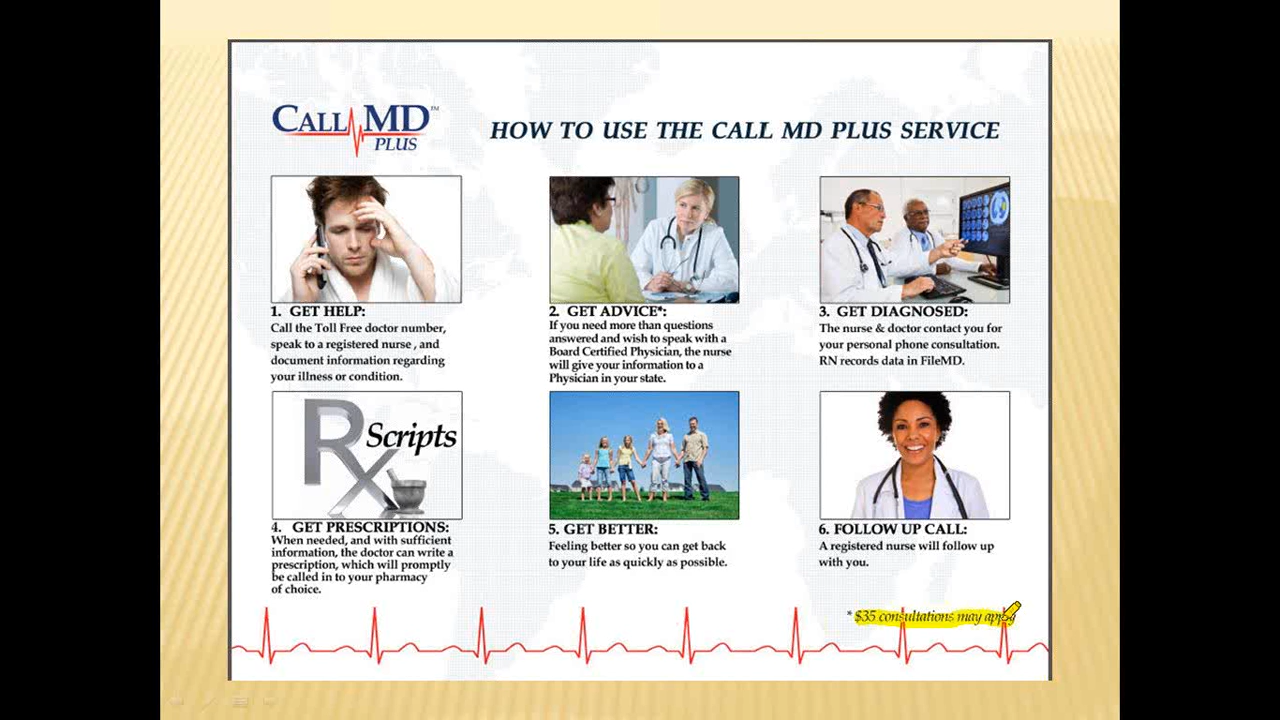 CALL MD™
PLUS
HOW TO USE THE CALL MD PLUS SERVICE
1. GET HELP:
Call the Toll Free doctor number,
speak to a registered nurse , and
document information regarding
your illness or condition.
2. GET ADVICE*:
If you need more than questions
answered and wish to speak with a
Board Certified Physician, the nurse
will give your information to a
Physician in your state.
3. GET DIAGNOSED:
The nurse & doctor contact you for
your personal phone consultation.
RN records data in FileMD.
Rx Scripts
4. GET PRESCRIPTIONS:
When needed, and with sufficient
information, the doctor can write a
prescription, which will promptly
be called in to your pharmacy
of choice.
5. GET BETTER:
Feeling better so you can get back
to your life as quickly as possible.
6. FOLLOW UP CALL:
A registered nurse will follow up
with you.
* $35 consultations may apply